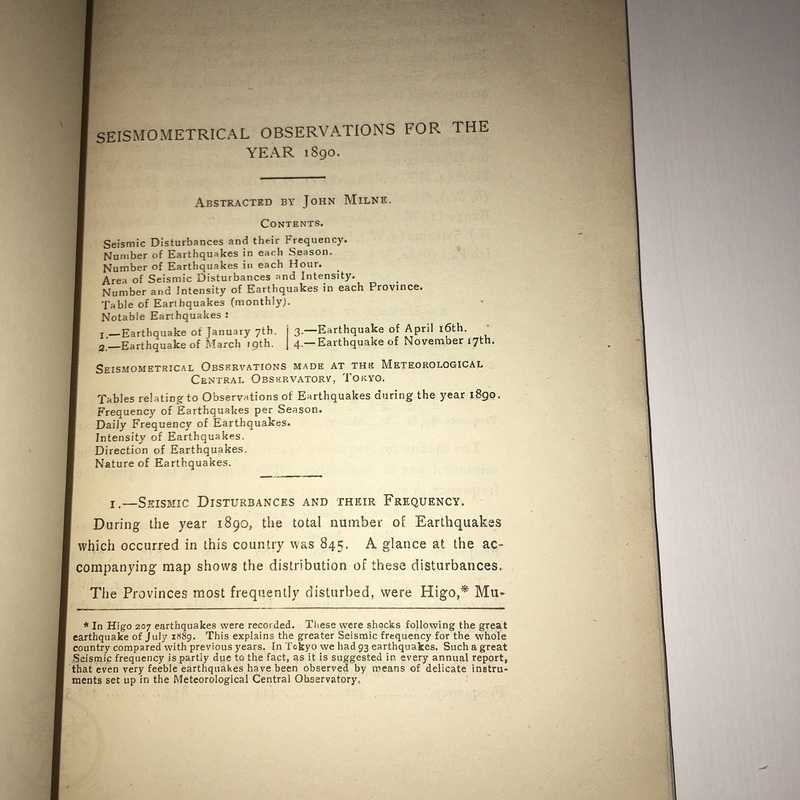 SEISMOMETRICAL OBSERVATIONS FOR THE
YEAR 1890.
ABSTRACTED BY JOHN MILNE.
CONTENTS.
Seismic Disturbances and their Frequency.
Number of Earthquakes in each Season.
Number of Earthquakes in each Hour.
Area of Seismic Disturbances and Intensity.
Number and Intensity of Earthquakes in each Province.
Table of Earthquakes (monthly).
Notable Earthquakes :
1.—Earthquake of January 7th. | 3.—Earthquake of April 16th.
2.—Earthquake of March 19th. | 4.—Earthquake of November 17th.
SEISMOMETRICAL OBSERVATIONS MADE AT THE METEOROLOGICAL
CENTRAL OBSERVATORY, TOKYO.
Tables relating to Observations of Earthquakes during the year 1890.
Frequency of Earthquakes per Season.
Daily Frequency of Earthquakes.
Intensity of Earthquakes.
Direction of Earthquakes.
Nature of Earthquakes.
1.—SEISMIC DISTURBANCES AND THEIR FREQUENCY.
During the year 1890, the total number of Earthquakes
which occurred in this country was 845. A glance at the ac-
companying map shows the distribution of these disturbances.
The Provinces most frequently disturbed, were Higo,* Mu-
* In Higo 207 earthquakes were recorded. These were shocks following the great
earthquake of July 1889. This explains the greater Seismic frequency for the whole
country compared with previous years. In Tokyo we had 93 earthquakes. Such a great
Seismic frequency is partly due to the fact, as it is suggested in every annual report,
that even very feeble earthquakes have been observed by means of delicate instru-
ments set up in the Meteorological Central Observatory.